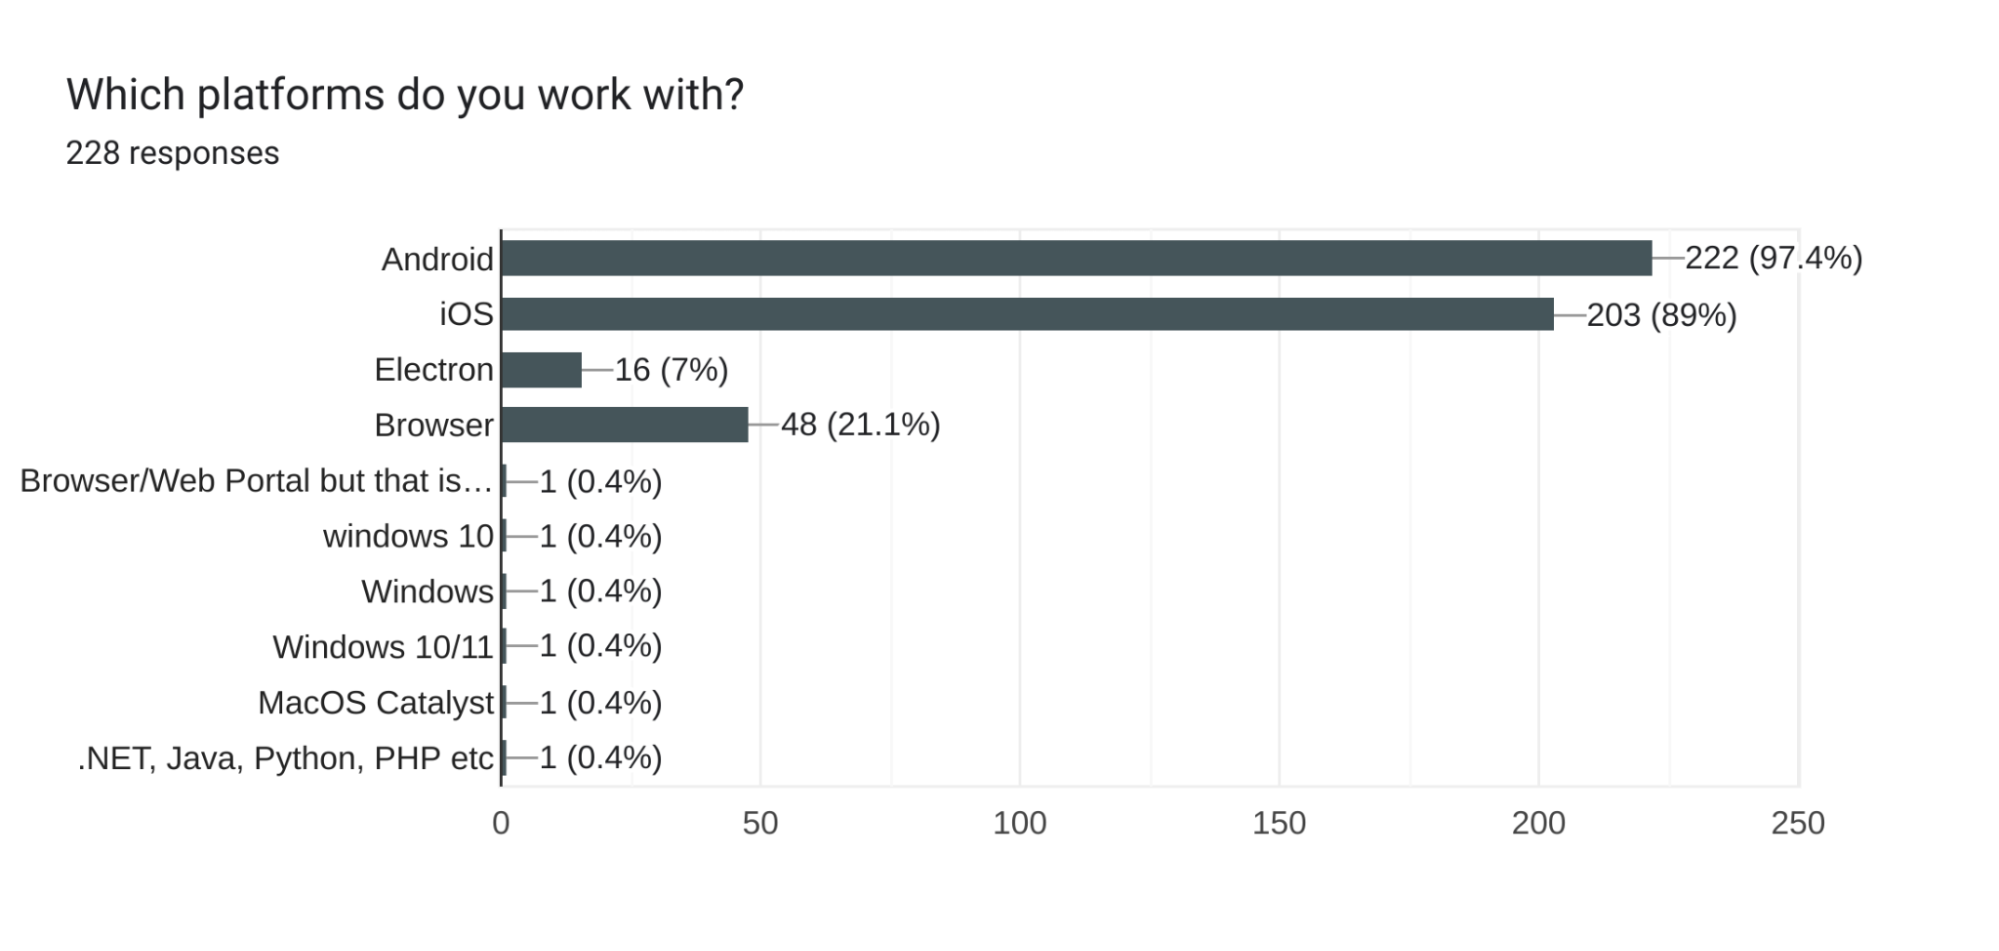 Which platforms do you work with?
228 responses
Android 222 (97.4%)
iOS 203 (89%)
Electron 16 (7%)
Browser 48 (21.1%)
Browser/Web Portal but that is… 1 (0.4%)
windows 10 1 (0.4%)
Windows 1 (0.4%)
Windows 10/11 1 (0.4%)
MacOS Catalyst 1 (0.4%)
.NET, Java, Python, PHP etc 1 (0.4%)
0 50 100 150 200 250